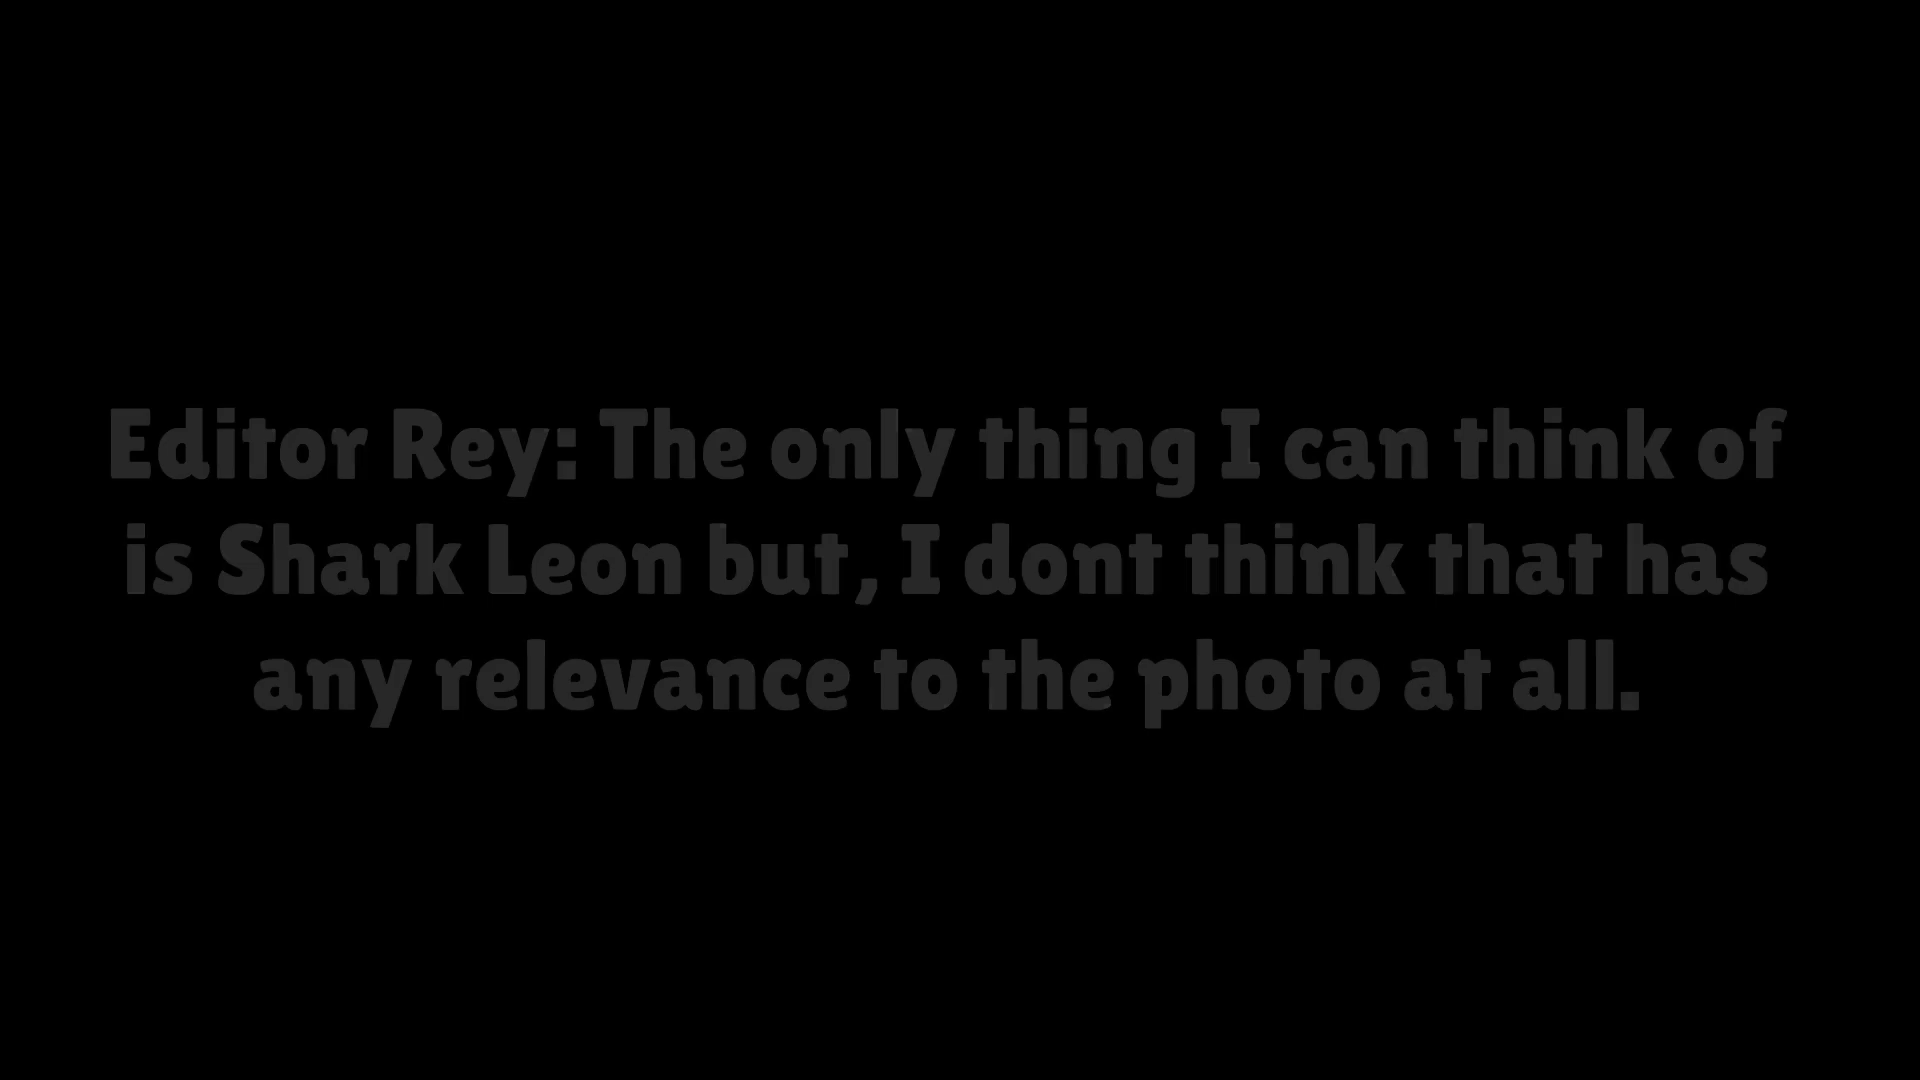 Editor Rey: The only thing I can think of
is Shark Leon but, I dont think that has
any relevance to the photo at all.